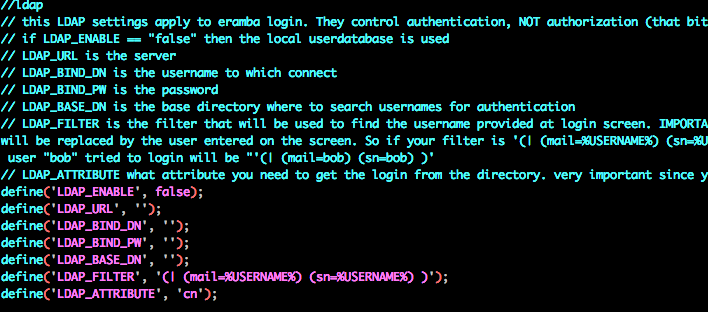 //ldap
// this LDAP settings apply to eramba login. They control authentication, NOT authorization (that bit
// if LDAP_ENABLE == "false" then the local userdatabase is used
// LDAP_URL is the server
// LDAP_BIND_DN is the username to which connect
// LDAP_BIND_PW is the password
// LDAP_BASE_DN is the base directory where to search usernames for authentication
// LDAP_FILTER is the filter that will be used to find the username provided at login screen. IMPORTA
will be replaced by the user entered on the screen. So if your filter is '(| (mail=%USERNAME%) (sn=%U
user "bob" tried to login will be "'(| (mail=bob) (sn=bob) )'
// LDAP_ATTRIBUTE what attribute you need to get the login from the directory. very important since y
define('LDAP_ENABLE', false);
define('LDAP_URL', '');
define('LDAP_BIND_DN', '');
define('LDAP_BIND_PW', '');
define('LDAP_BASE_DN', '');
define('LDAP_FILTER', '(| (mail=%USERNAME%) (sn=%USERNAME%) )');
define('LDAP_ATTRIBUTE', 'cn');